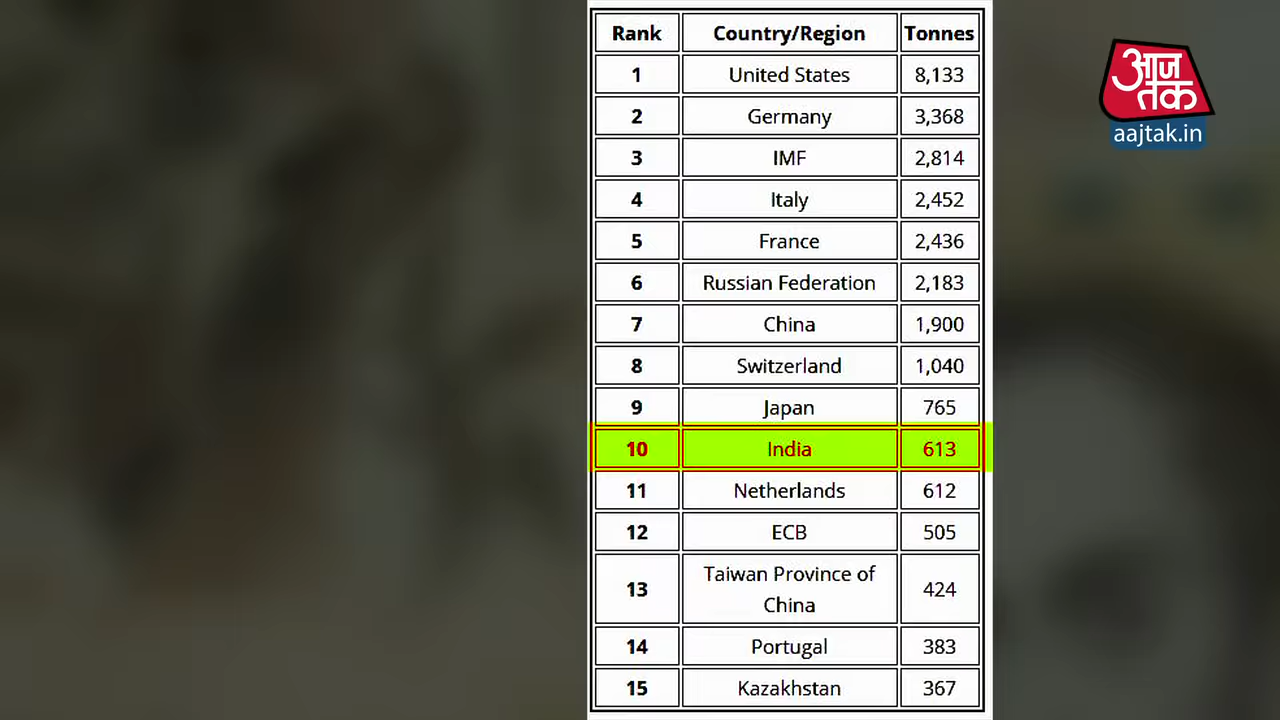 Rank Country/Region Tonnes
1 United States 8,133
2 Germany 3,368
3 IMF 2,814
4 Italy 2,452
5 France 2,436
6 Russian Federation 2,183
7 China 1,900
8 Switzerland 1,040
9 Japan 765
10 India 613
11 Netherlands 612
12 ECB 505
13 Taiwan Province of China 424
14 Portugal 383
15 Kazakhstan 367
आज
तक
aajtak.in